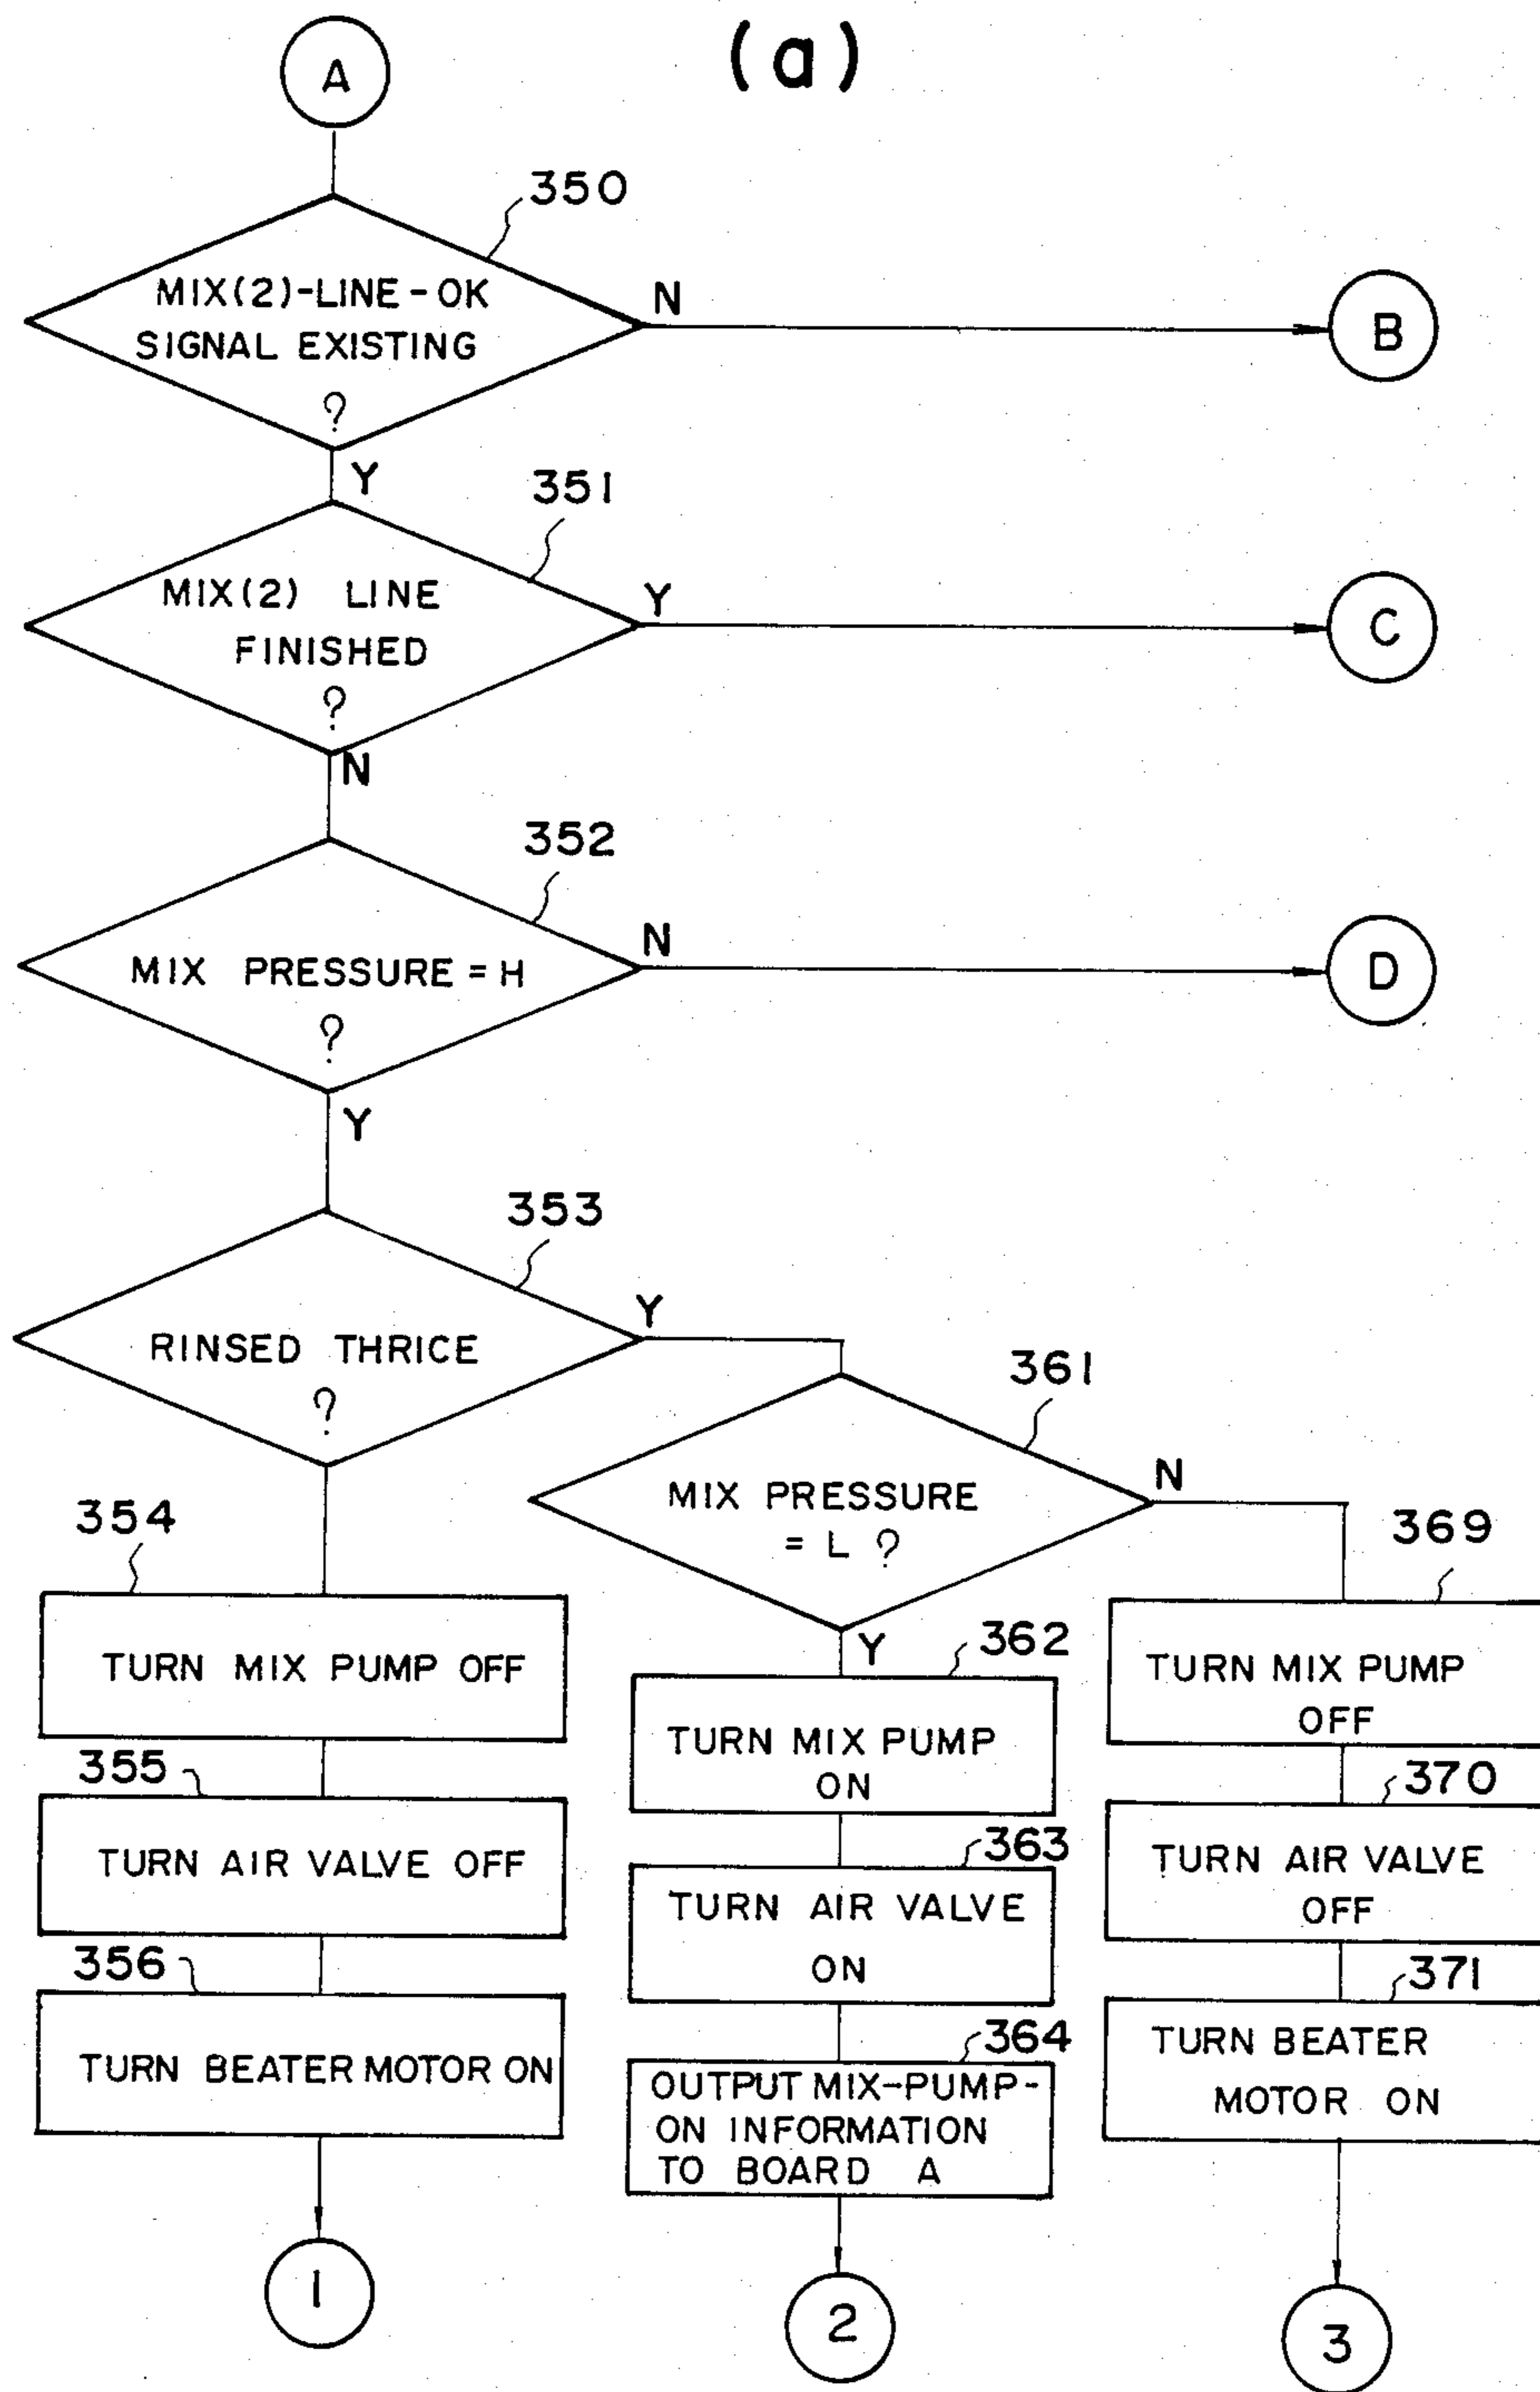 (a)
A
350
MIX(2)-LINE-OK
SIGNAL EXISTING
?
N
B
Y
351
MIX(2) LINE
FINISHED
?
Y
C
N
352
MIX PRESSURE = H
?
N
D
Y
353
RINSED THRICE
?
Y
361
MIX PRESSURE
= L ?
N
Y
354
TURN MIX PUMP OFF
355
TURN AIR VALVE OFF
356
TURN BEATER MOTOR ON
1
362
TURN MIX PUMP
ON
363
TURN AIR VALVE
ON
364
OUTPUT MIX-PUMP-
ON INFORMATION
TO BOARD A
2
369
TURN MIX PUMP
OFF
370
TURN AIR VALVE
OFF
371
TURN BEATER
MOTOR ON
3